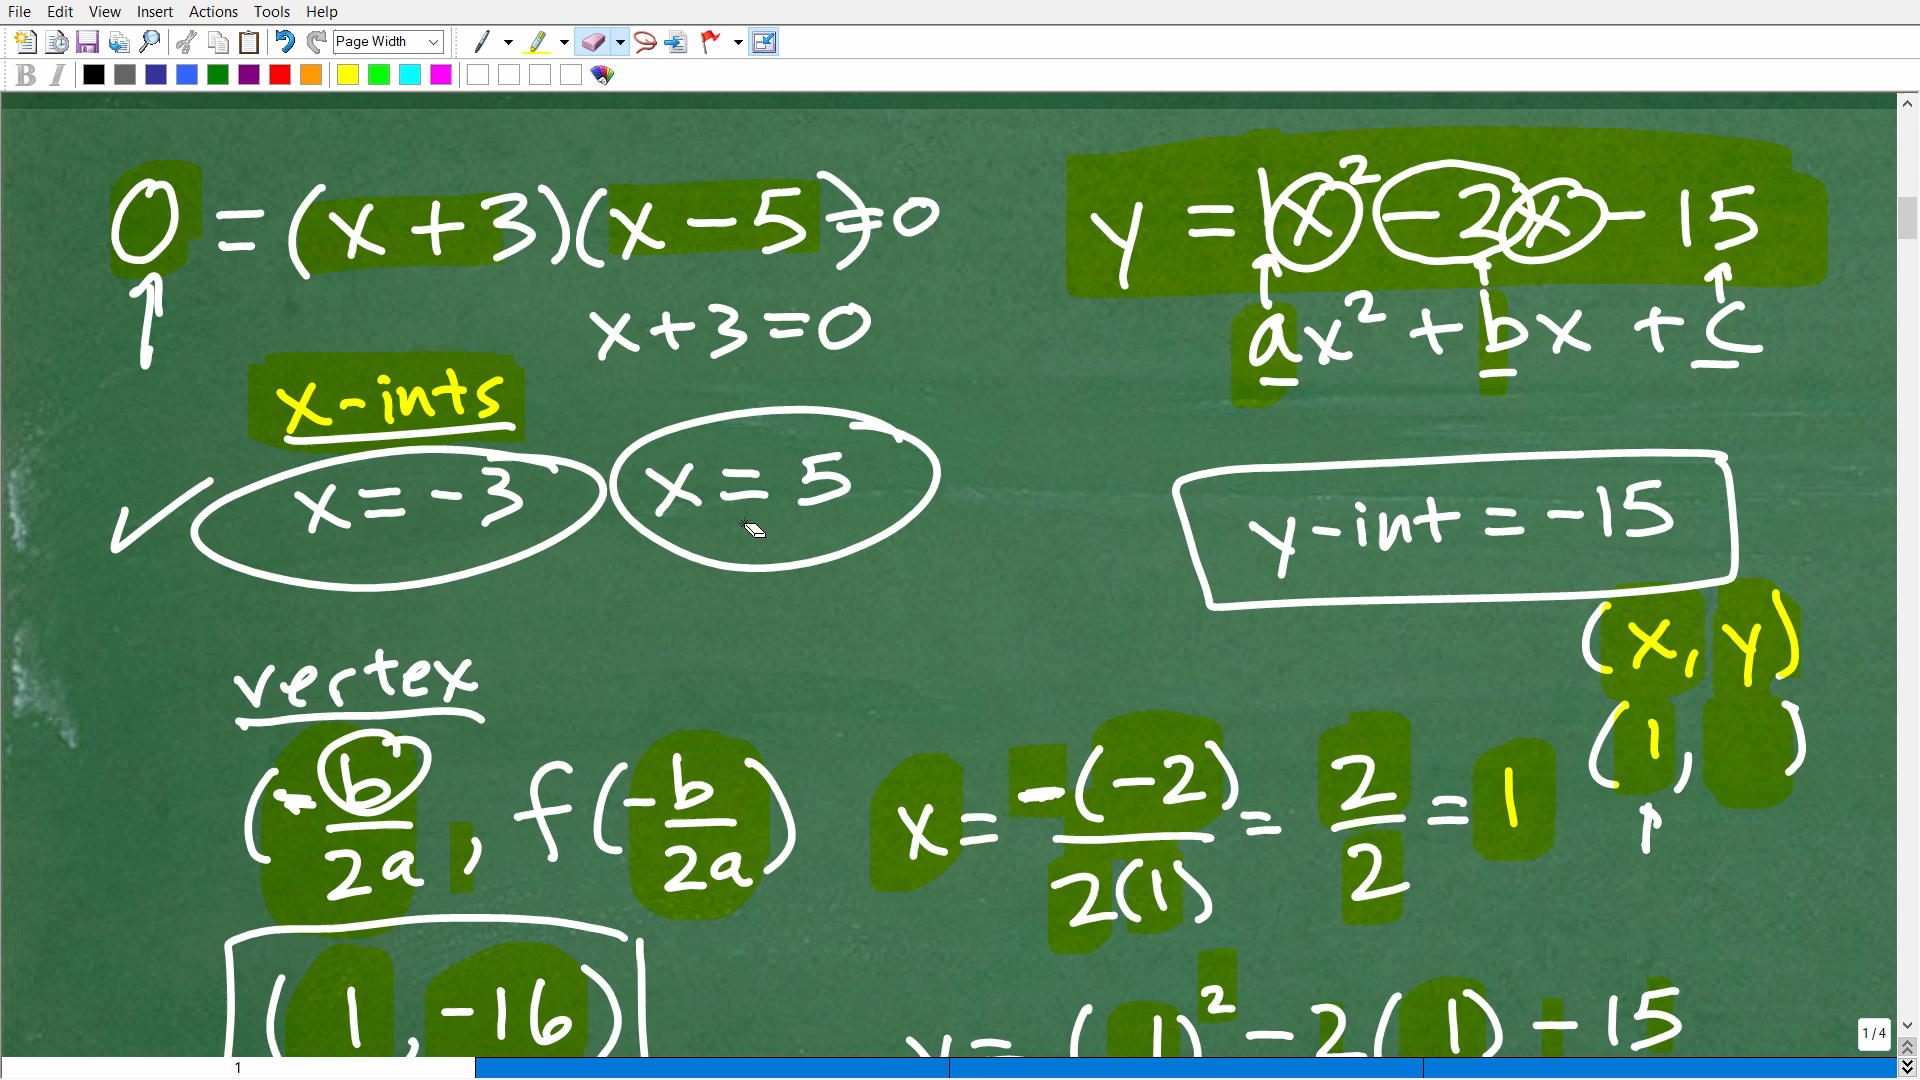 File Edit View Insert Actions Tools Help
Page Width
B I
0 = (x + 3)(x - 5) = 0
y = 1x² - 2x - 15
x + 3 = 0
ax² + bx + c
x-ints
x = -3 x = 5
y-int = -15
(x, y)
vertex
(1, )
(-b/2a, f(-b/2a)
x = -(-2)/2(1) = 2/2 = 1
(1, -16)
y = (1)² - 2(1) - 15
1 / 4
1